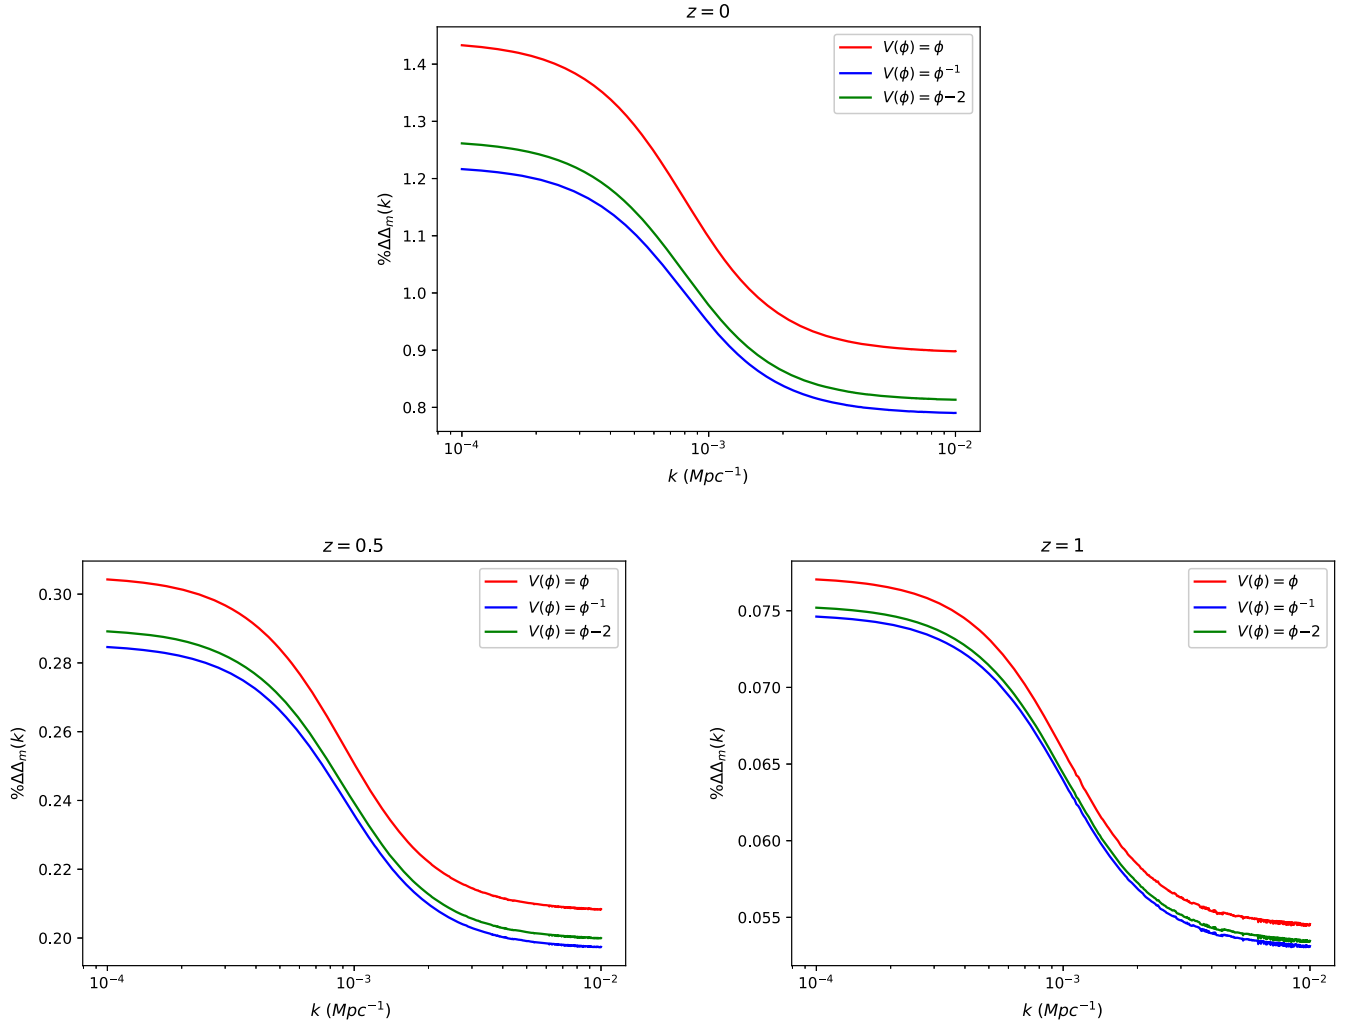 z = 0
%ΔΔm(k)
1.4
1.3
1.2
1.1
1.0
0.9
0.8
V(ϕ) = ϕ
V(ϕ) = ϕ⁻¹
V(ϕ) = ϕ−2
10⁻⁴ 10⁻³ 10⁻²
k (Mpc⁻¹)
z = 0.5
%ΔΔm(k)
0.30
0.28
0.26
0.24
0.22
0.20
V(ϕ) = ϕ
V(ϕ) = ϕ⁻¹
V(ϕ) = ϕ−2
10⁻⁴ 10⁻³ 10⁻²
k (Mpc⁻¹)
z = 1
%ΔΔm(k)
0.075
0.070
0.065
0.060
0.055
V(ϕ) = ϕ
V(ϕ) = ϕ⁻¹
V(ϕ) = ϕ−2
10⁻⁴ 10⁻³ 10⁻²
k (Mpc⁻¹)